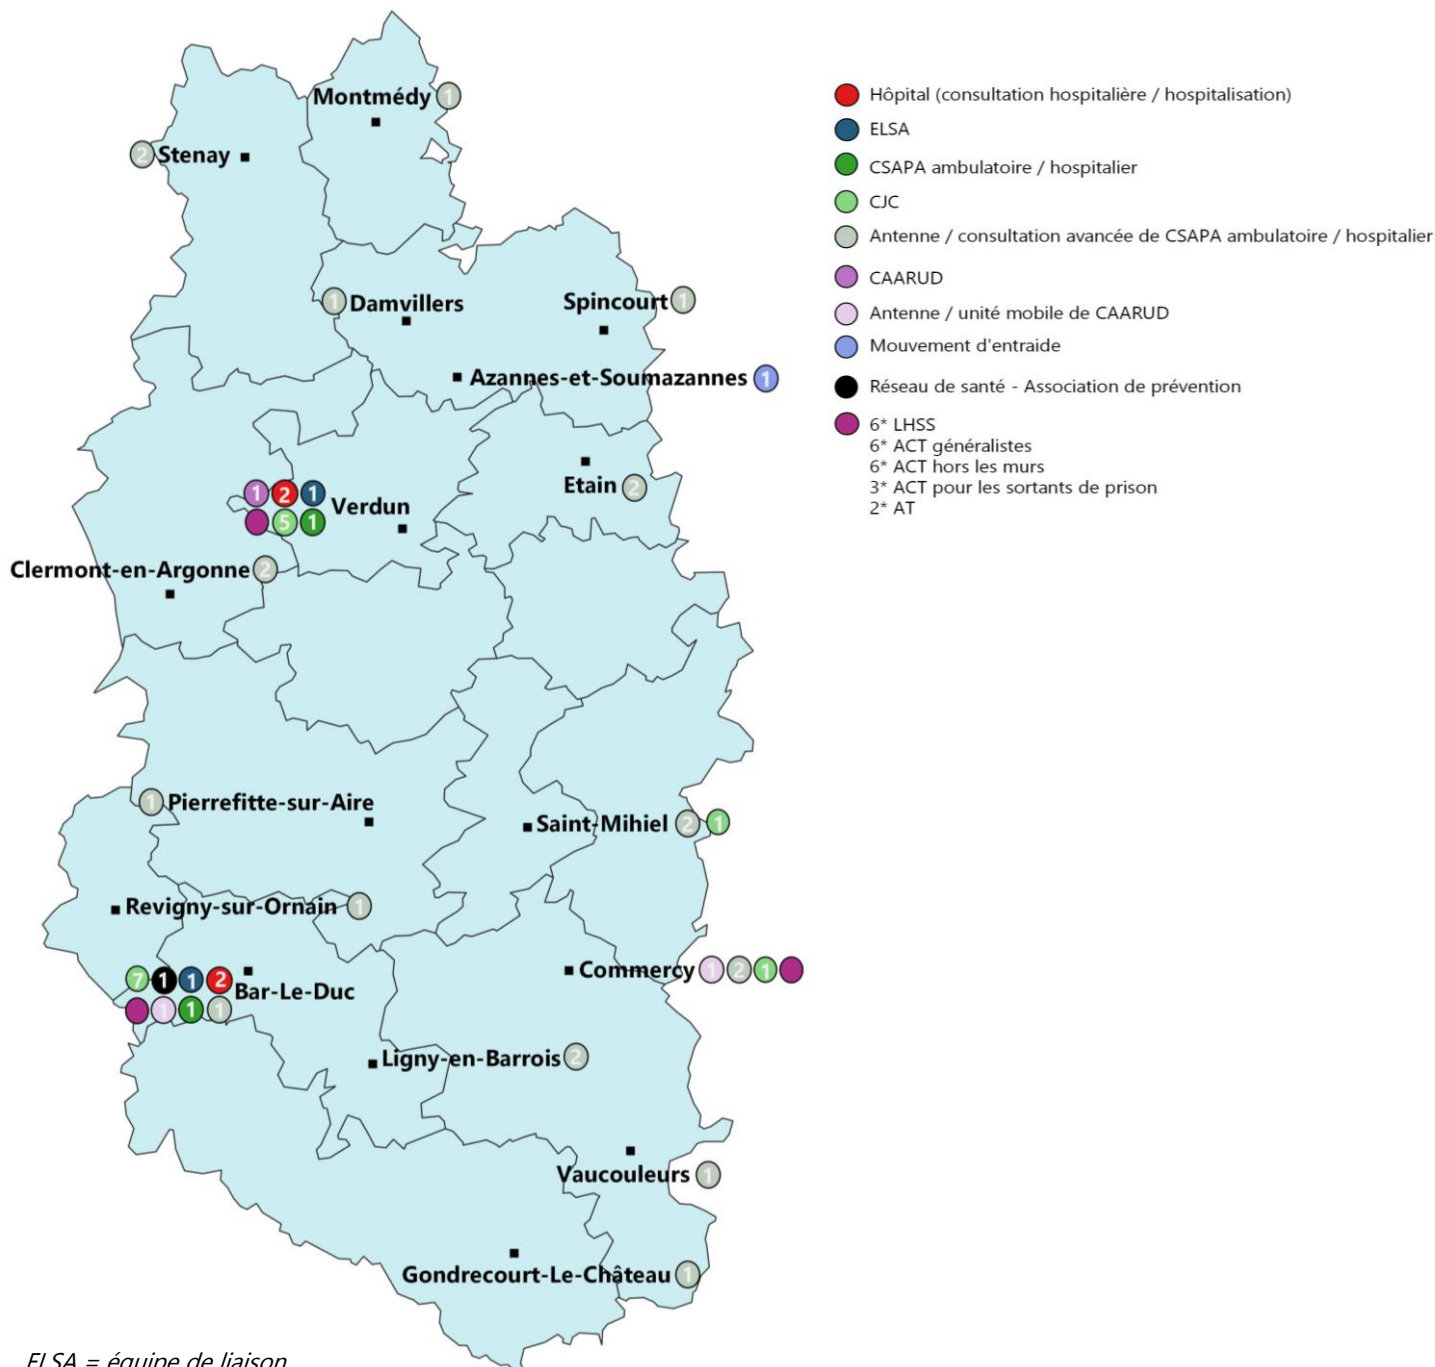 Montmédy 1
2 Stenay
1 Damvillers
Spincourt 1
Azannes-et-Soumazannes 1
1 2 1
Verdun
5 1
Etain 2
Clermont-en-Argonne 2
1 Pierrefitte-sur-Aire
Saint-Mihiel 2 1
Revigny-sur-Ornain 1
7 1 1 2
Bar-Le-Duc
1 1 1
Commercy 1 2 1
Ligny-en-Barrois 2
Vaucouleurs 1
Gondrecourt-Le-Château 1
Hôpital (consultation hospitalière / hospitalisation)
ELSA
CSAPA ambulatoire / hospitalier
CJC
Antenne / consultation avancée de CSAPA ambulatoire / hospitalier
CAARUD
Antenne / unité mobile de CAARUD
Mouvement d'entraide
Réseau de santé - Association de prévention
6* LHSS
6* ACT généralistes
6* ACT hors les murs
3* ACT pour les sortants de prison
2* AT
ELSA = équipe de liaison